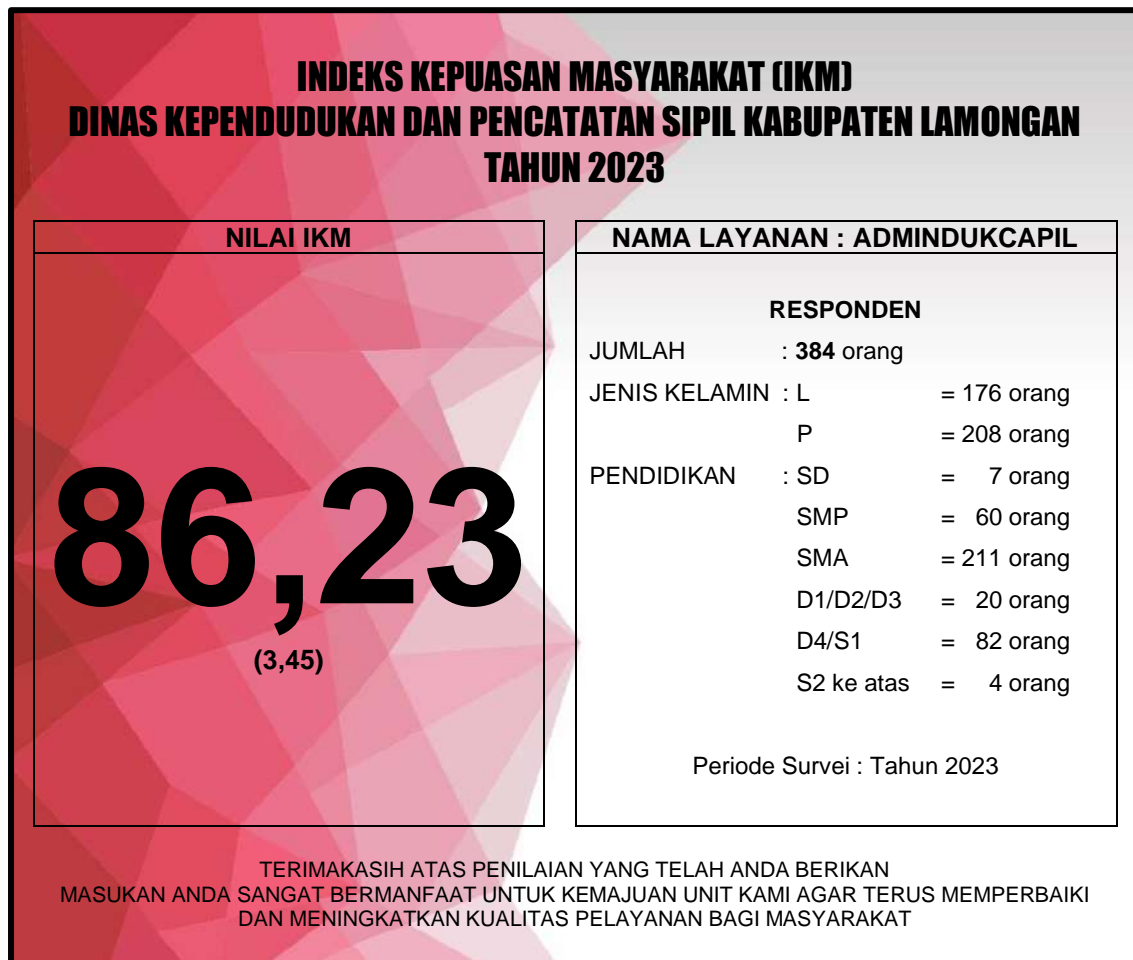 INDEKS KEPUASAN MASYARAKAT (IKM)
DINAS KEPENDUDUKAN DAN PENCATATAN SIPIL KABUPATEN LAMONGAN
TAHUN 2023
NILAI IKM
86,23
(3,45)
NAMA LAYANAN : ADMINDUKCAPIL
RESPONDEN
JUMLAH : 384 orang
JENIS KELAMIN : L = 176 orang
P = 208 orang
PENDIDIKAN : SD = 7 orang
SMP = 60 orang
SMA = 211 orang
D1/D2/D3 = 20 orang
D4/S1 = 82 orang
S2 ke atas = 4 orang
Periode Survei : Tahun 2023
TERIMAKASIH ATAS PENILAIAN YANG TELAH ANDA BERIKAN
MASUKAN ANDA SANGAT BERMANFAAT UNTUK KEMAJUAN UNIT KAMI AGAR TERUS MEMPERBAIKI
DAN MENINGKATKAN KUALITAS PELAYANAN BAGI MASYARAKAT